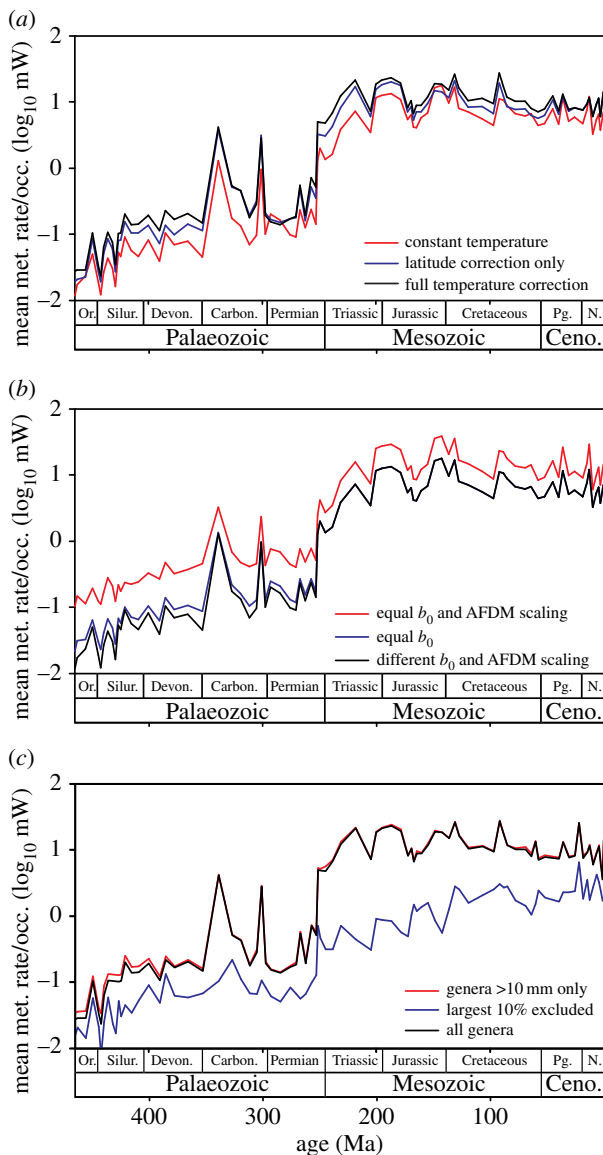 (a)
2
1
0
−1
−2
mean met. rate/occ. (log10 mW)
constant temperature
latitude correction only
full temperature correction
Or. Silur. Devon. Carbon. Permian Triassic Jurassic Cretaceous Pg. N.
Palaeozoic Mesozoic Ceno.
(b)
2
1
0
−1
−2
mean met. rate/occ. (log10 mW)
equal b0 and AFDM scaling
equal b0
different b0 and AFDM scaling
Or. Silur. Devon. Carbon. Permian Triassic Jurassic Cretaceous Pg. N.
Palaeozoic Mesozoic Ceno.
(c)
2
1
0
−1
−2
mean met. rate/occ. (log10 mW)
genera >10 mm only
largest 10% excluded
all genera
Or. Silur. Devon. Carbon. Permian Triassic Jurassic Cretaceous Pg. N.
Palaeozoic Mesozoic Ceno.
400 300 200 100 0
age (Ma)